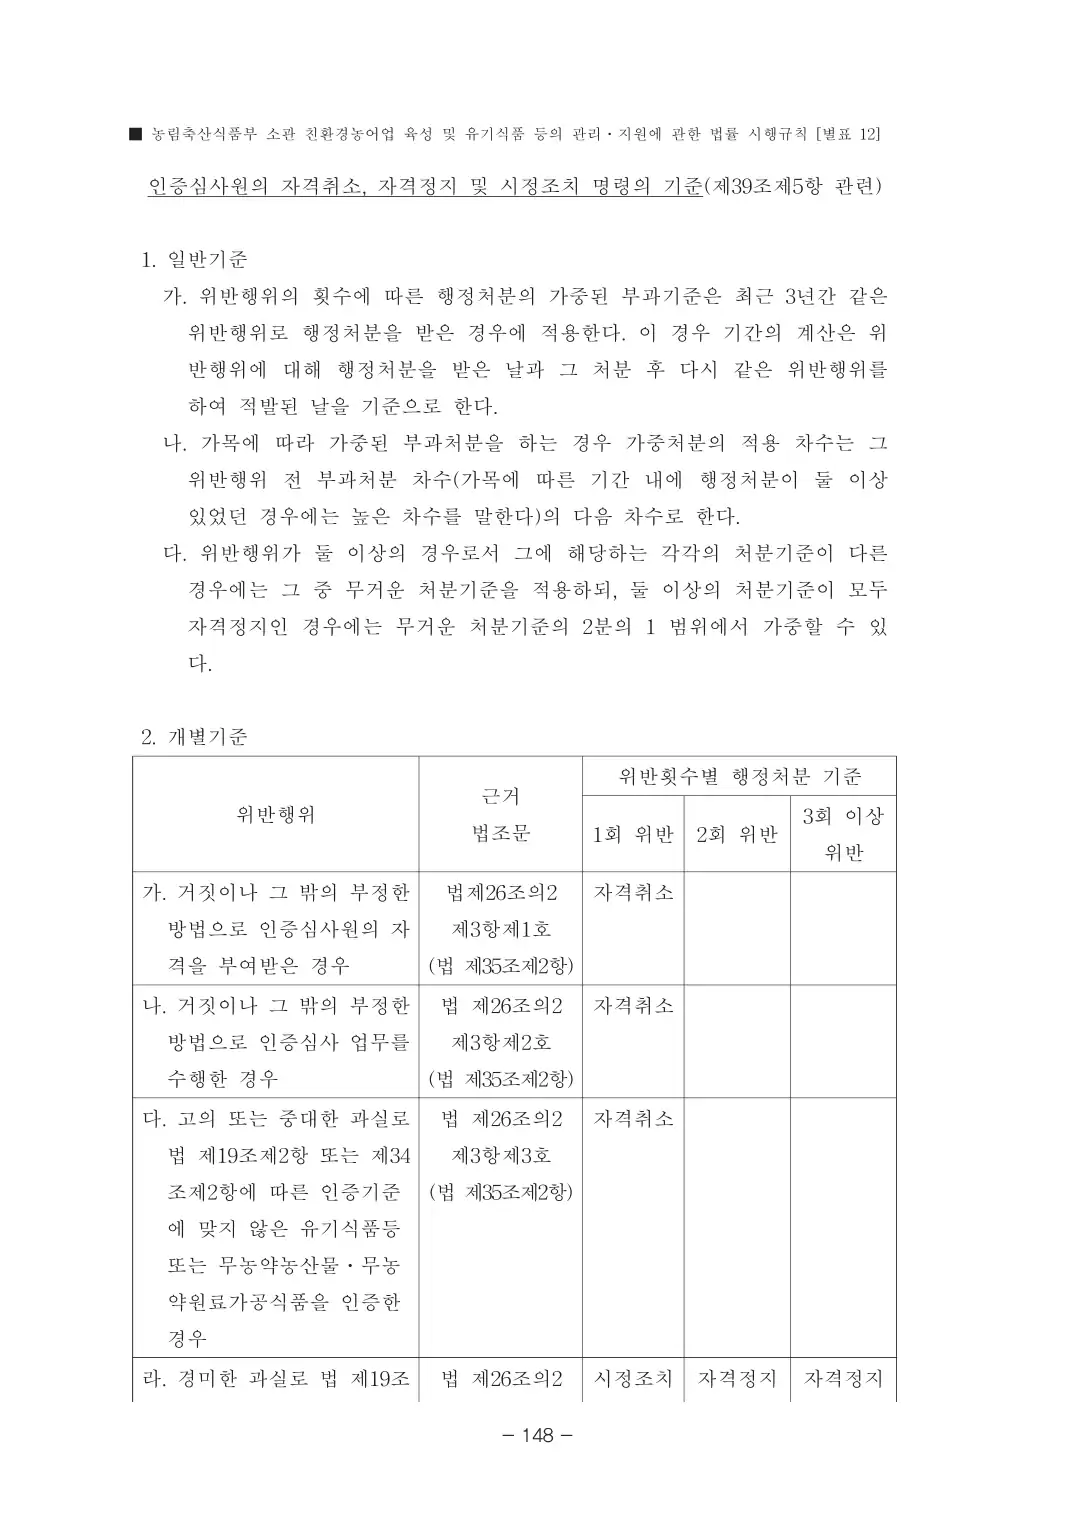 ■ 농림축산식품부 소관 친환경농어업 육성 및 유기식품 등의 관리·지원에 관한 법률 시행규칙 [별표 12]
인증심사원의 자격취소, 자격정지 및 시정조치 명령의 기준(제39조제5항 관련)
1. 일반기준
가. 위반행위의 횟수에 따른 행정처분의 가중된 부과기준은 최근 3년간 같은
위반행위로 행정처분을 받은 경우에 적용한다. 이 경우 기간의 계산은 위
반행위에 대해 행정처분을 받은 날과 그 처분 후 다시 같은 위반행위를
하여 적발된 날을 기준으로 한다.
나. 가목에 따라 가중된 부과처분을 하는 경우 가중처분의 적용 차수는 그
위반행위 전 부과처분 차수(가목에 따른 기간 내에 행정처분이 둘 이상
있었던 경우에는 높은 차수를 말한다)의 다음 차수로 한다.
다. 위반행위가 둘 이상의 경우로서 그에 해당하는 각각의 처분기준이 다른
경우에는 그 중 무거운 처분기준을 적용하되, 둘 이상의 처분기준이 모두
자격정지인 경우에는 무거운 처분기준의 2분의 1 범위에서 가중할 수 있
다.
2. 개별기준
위반행위
근거
법조문
위반횟수별 행정처분 기준
1회 위반
2회 위반
3회 이상
위반
가. 거짓이나 그 밖의 부정한
방법으로 인증심사원의 자
격을 부여받은 경우
법제26조의2
제3항제1호
(법 제35조제2항)
자격취소
나. 거짓이나 그 밖의 부정한
방법으로 인증심사 업무를
수행한 경우
법 제26조의2
제3항제2호
(법 제35조제2항)
자격취소
다. 고의 또는 중대한 과실로
법 제19조제2항 또는 제34
조제2항에 따른 인증기준
에 맞지 않은 유기식품등
또는 무농약농산물·무농
약원료가공식품을 인증한
경우
법 제26조의2
제3항제3호
(법 제35조제2항)
자격취소
라. 경미한 과실로 법 제19조
법 제26조의2
시정조치
자격정지
자격정지
- 148 -